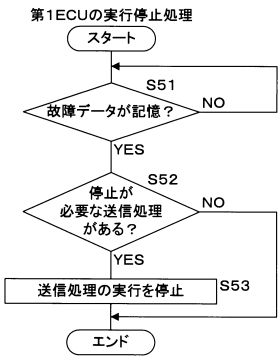 第1ECUの実行停止処理
スタート
S51
故障データが記憶？
NO
YES
S52
停止が
必要な送信処理
がある？
NO
YES
送信処理の実行を停止
S53
エンド